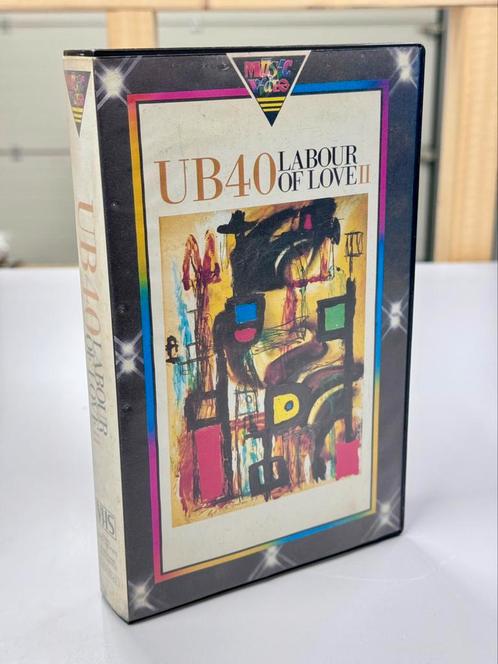 MUSIC
VIDEO
UB40 LABOUR
OF LOVE II
UB40
LABOUR
OF LOVE II
VHS